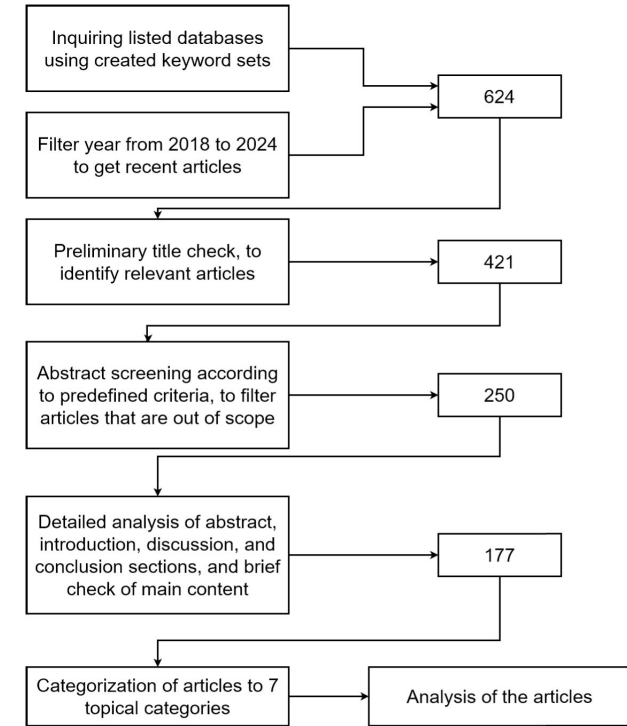 Inquiring listed databases
using created keyword sets
624
Filter year from 2018 to 2024
to get recent articles
Preliminary title check, to
identify relevant articles
421
Abstract screening according
to predefined criteria, to filter
articles that are out of scope
250
Detailed analysis of abstract,
introduction, discussion, and
conclusion sections, and brief
check of main content
177
Categorization of articles to 7
topical categories
Analysis of the articles